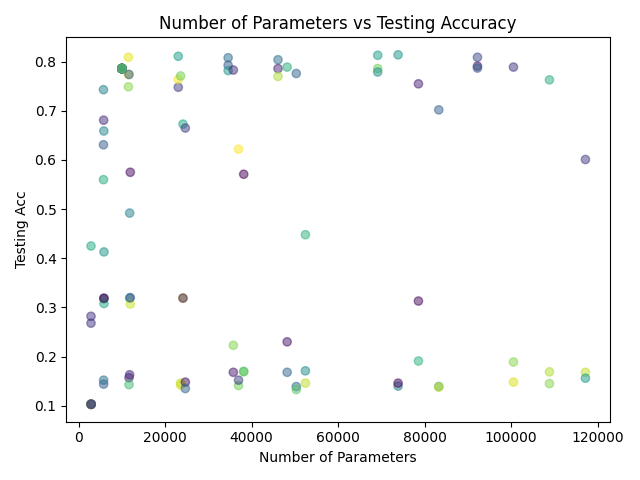 Number of Parameters vs Testing Accuracy
Testing Acc
0.8
0.7
0.6
0.5
0.4
0.3
0.2
0.1
0 20000 40000 60000 80000 100000 120000
Number of Parameters